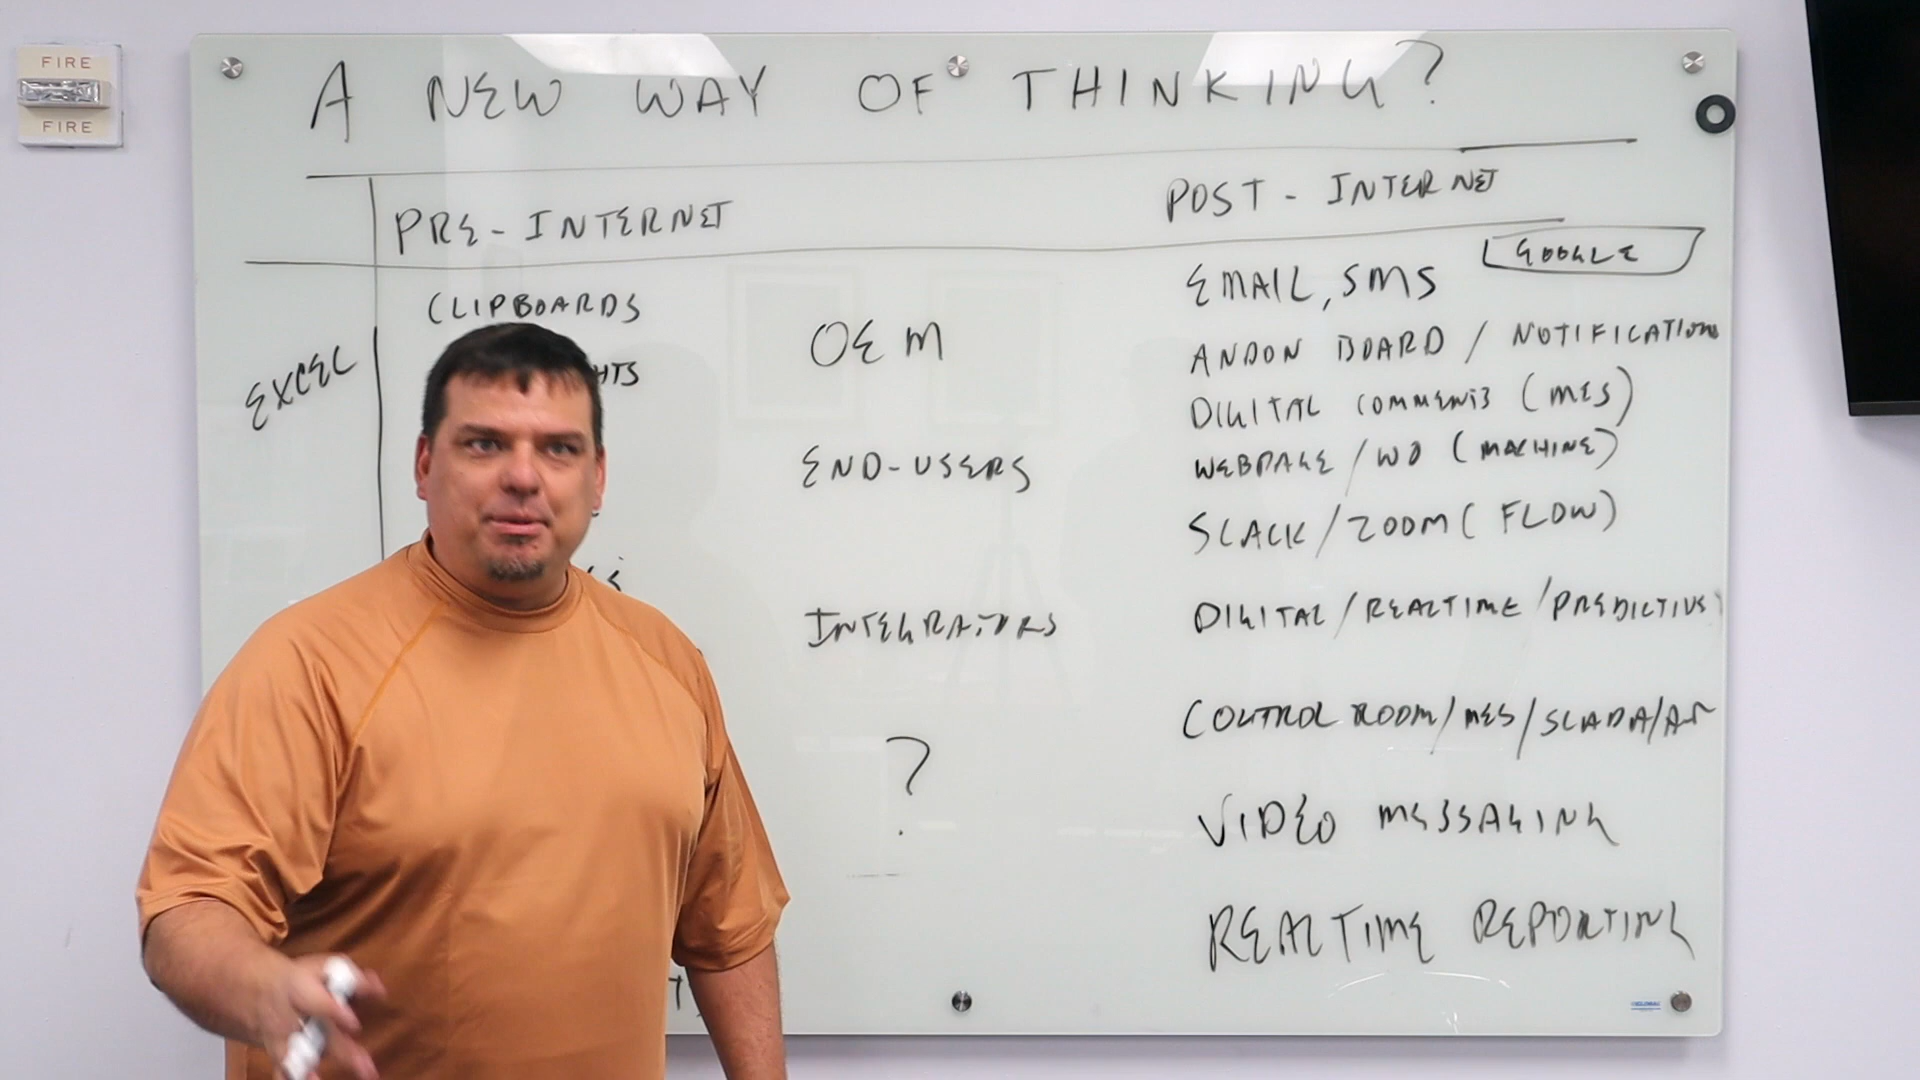 FIRE
FIRE
A NEW WAY OF THINKING?
PRE-INTERNET
POST-INTERNET
GOOGLE
EXCEL
CLIPBOARDS
HTS
OEM
END-USERS
INTEGRATORS
?
EMAIL, SMS
ANDON BOARD / NOTIFICATIONS
DIGITAL COMMENTS (MES)
WEBPAGE / WO (MACHINE)
SLACK / ZOOM (FLOW)
DIGITAL / REALTIME / PREDICTIVE
CONTROL ROOM / MES / SCADA /
VIDEO MESSAGING
REALTIME REPORTING